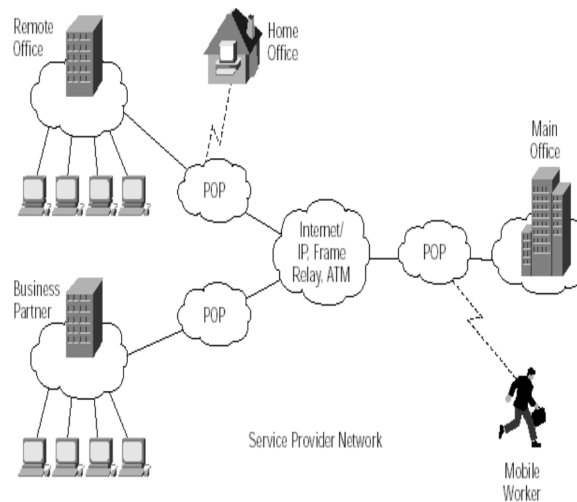 Remote
Office
Home
Office
Main
Office
POP
Internet/
IP, Frame
Relay, ATM
POP
Business
Partner
POP
Service Provider Network
Mobile
Worker